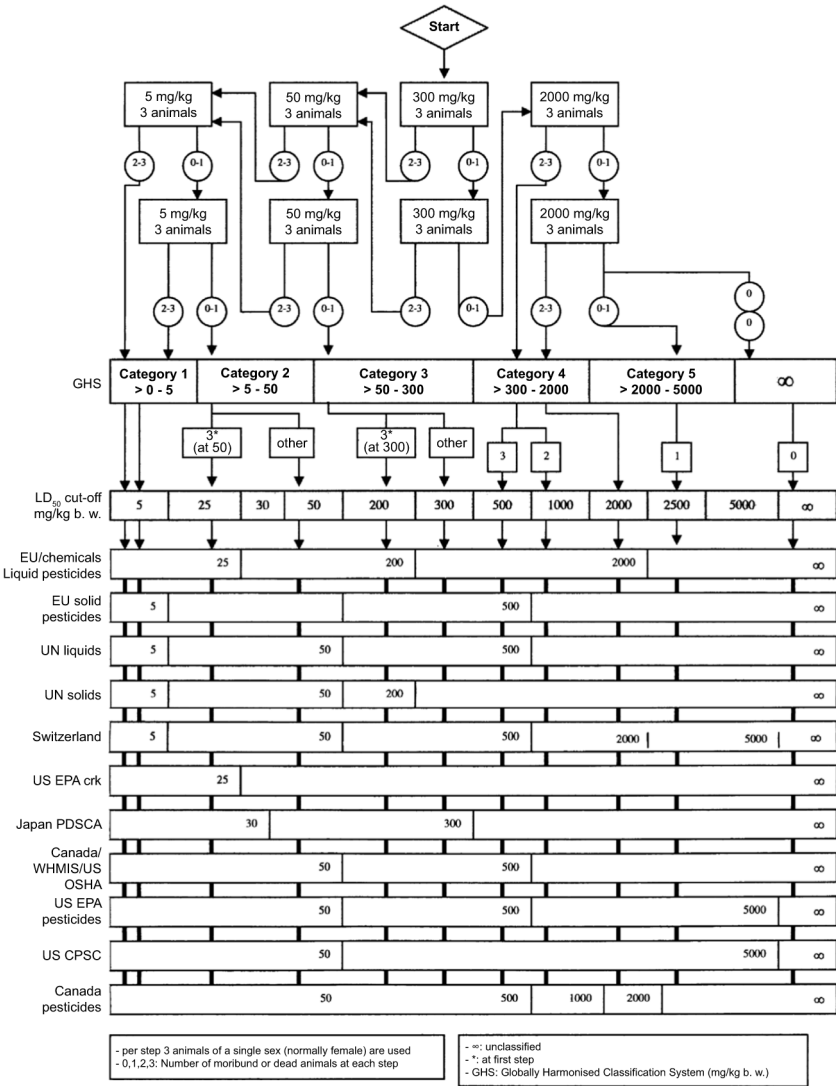 Start
5 mg/kg
3 animals
50 mg/kg
3 animals
300 mg/kg
3 animals
2000 mg/kg
3 animals
2-3
0-1
2-3
0-1
2-3
0-1
2-3
0-1
5 mg/kg
3 animals
50 mg/kg
3 animals
300 mg/kg
3 animals
2000 mg/kg
3 animals
2-3
0-1
2-3
0-1
2-3
0-1
2-3
0-1
0
0
GHS
Category 1
> 0 - 5
Category 2
> 5 - 50
Category 3
> 50 - 300
Category 4
> 300 - 2000
Category 5
> 2000 - 5000
∞
3*
(at 50)
other
3*
(at 300)
other
3
2
1
0
LD50 cut-off
mg/kg b. w.
5 25 30 50 200 300 500 1000 2000 2500 5000 ∞
EU/chemicals
Liquid pesticides
25 200 2000 ∞
EU solid
pesticides
5 500 ∞
UN liquids
5 50 500 ∞
UN solids
5 50 200 ∞
Switzerland
5 50 500 2000 5000 ∞
US EPA crk
25 ∞
Japan PDSCA
30 300 ∞
Canada/
WHMIS/US
OSHA
50 500 ∞
US EPA
pesticides
50 500 5000 ∞
US CPSC
50 5000 ∞
Canada
pesticides
50 500 1000 2000 ∞
- per step 3 animals of a single sex (normally female) are used
- 0,1,2,3: Number of moribund or dead animals at each step
- ∞: unclassified
- *: at first step
- GHS: Globally Harmonised Classification System (mg/kg b. w.)